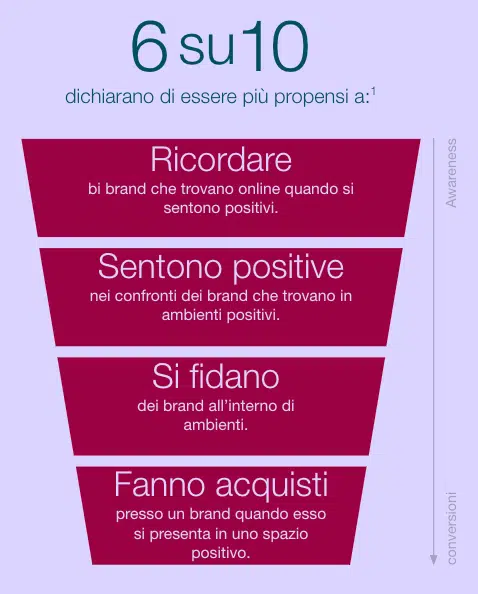 6 su 10
dichiarano di essere più propensi a:1
Ricordare
bi brand che trovano online quando si
sentono positivi.
Sentono positive
nei confronti dei brand che trovano in
ambienti positivi.
Si fidano
dei brand all'interno di
ambienti.
Fanno acquisti
presso un brand quando esso
si presenta in uno spazio
positivo.
Awareness
conversioni